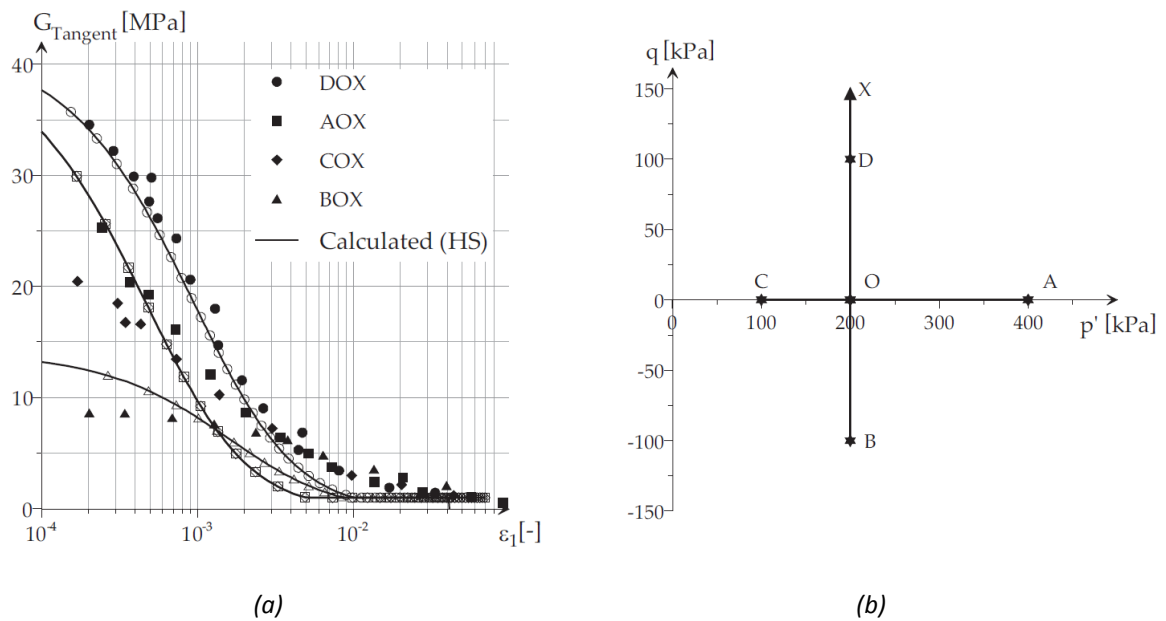 G_Tangent [MPa]
40
30
20
10
0
10⁻⁴
10⁻³
10⁻²
ε₁[-]
DOX
AOX
COX
BOX
Calculated (HS)
(a)
q [kPa]
150
100
50
0
-50
-100
-150
X
D
C
O
A
B
0
100
200
300
400
p' [kPa]
(b)